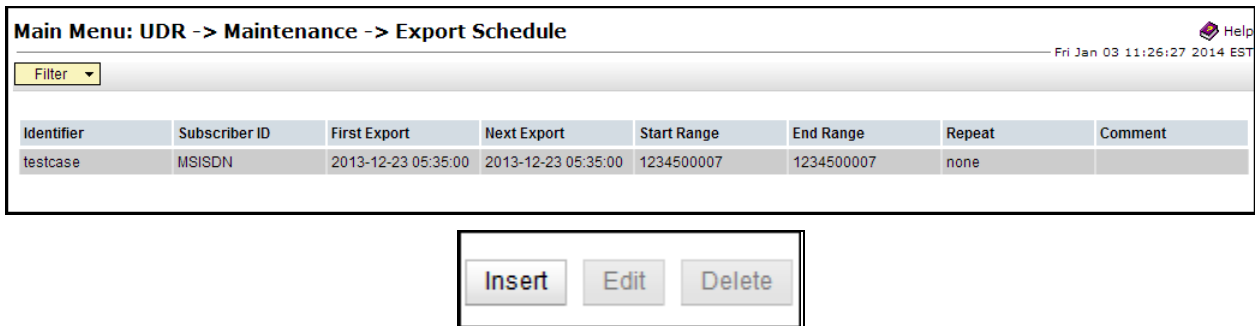 Main Menu: UDR -> Maintenance -> Export Schedule
Help
Fri Jan 03 11:26:27 2014 EST
Filter
Identifier Subscriber ID First Export Next Export Start Range End Range Repeat Comment
testcase MSISDN 2013-12-23 05:35:00 2013-12-23 05:35:00 1234500007 1234500007 none
Insert Edit Delete